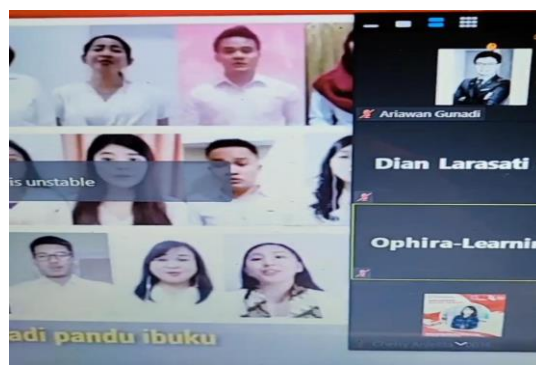 is unstable
adi pandu ibuku
Ariawan Gunadi
Dian Larasati
Ophira-Learnin